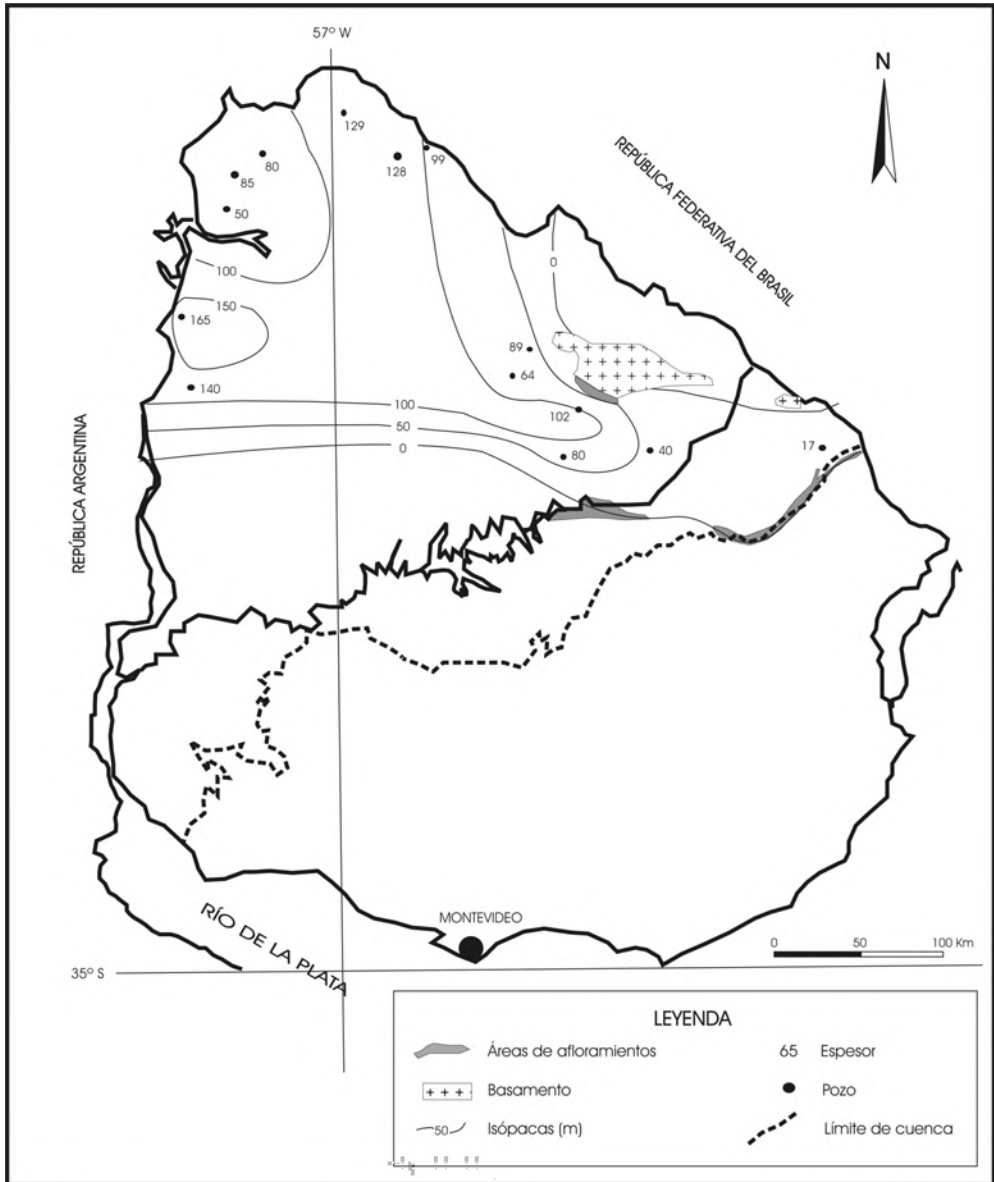 57º W
N
129
128
99
80
85
50
REPÚBLICA FEDERATIVA DEL BRASIL
0
100
150
165
89
64
140
102
100
50
0
80
40
17
REPÚBLICA ARGENTINA
MONTEVIDEO
RÍO DE LA PLATA
0 50 100 Km
35º S
LEYENDA
Áreas de afloramientos
65 Espesor
Basamento
Pozo
50 Isópacas (m)
Límite de cuenca